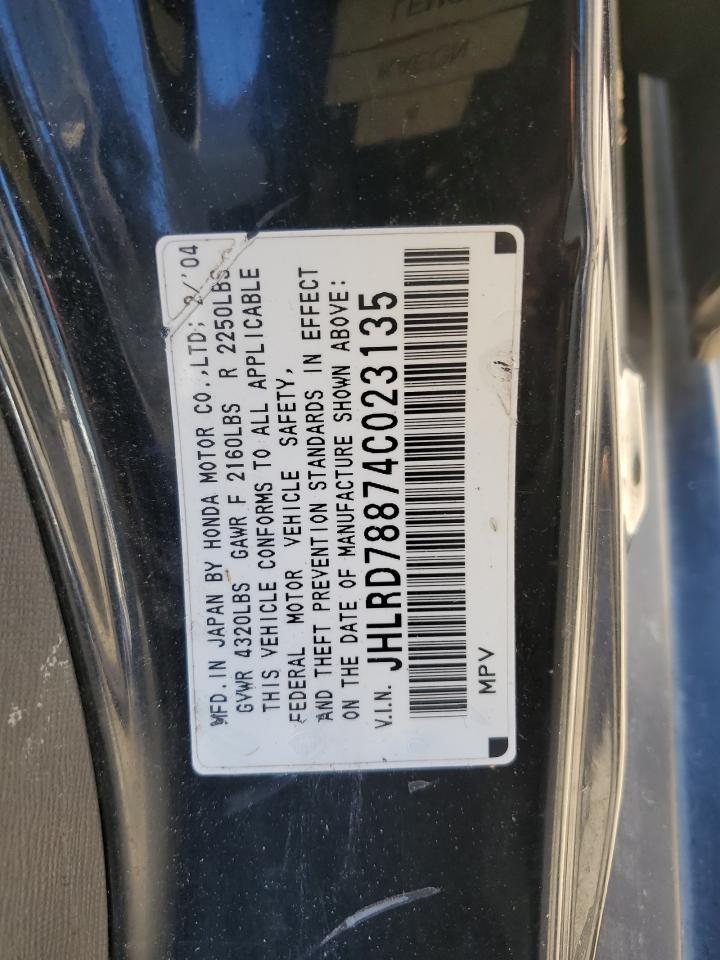 MFD. IN JAPAN BY HONDA MOTOR CO.,LTD; /'04
GVWR 4320LBS GAWR F 2160LBS R 2250LBS
THIS VEHICLE CONFORMS TO ALL APPLICABLE
FEDERAL MOTOR VEHICLE SAFETY,
AND THEFT PREVENTION STANDARDS IN EFFECT
ON THE DATE OF MANUFACTURE SHOWN ABOVE:
V.I.N. JHLRD78874C023135
MPV